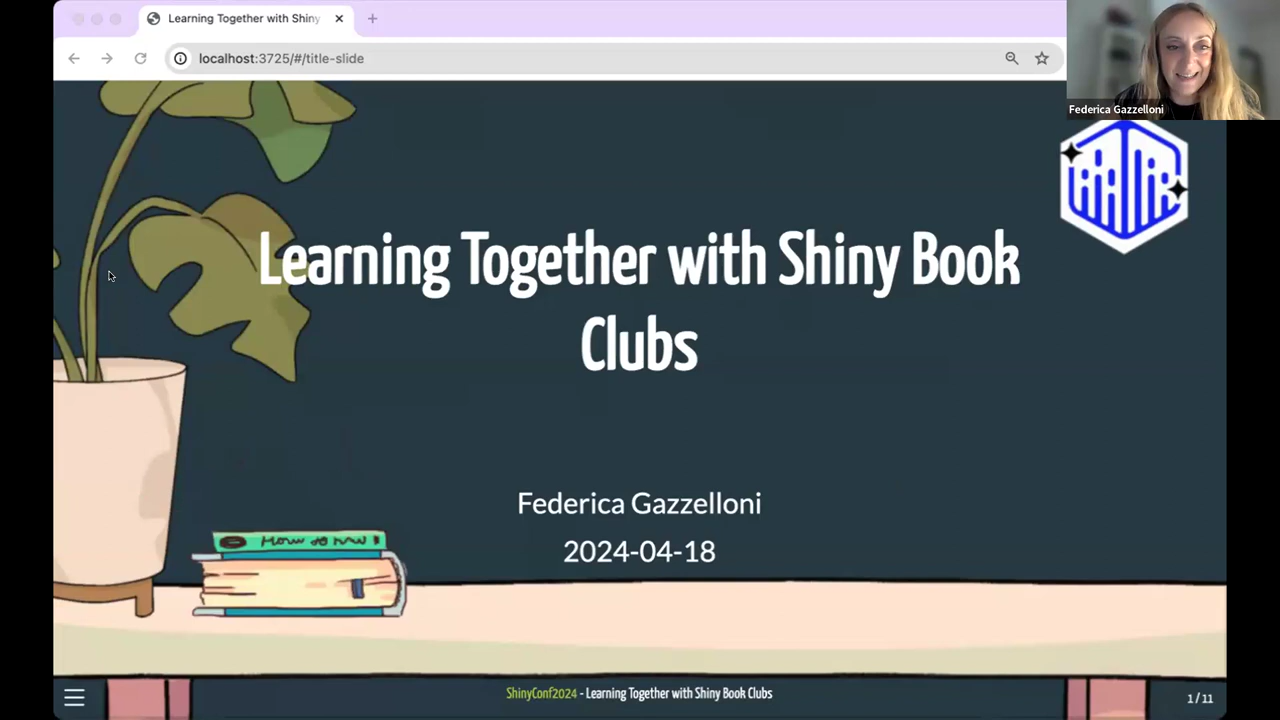 Learning Together with Shiny
localhost:3725/#/title-slide
Federica Gazzelloni
Learning Together with Shiny Book
Clubs
Federica Gazzelloni
2024-04-18
ShinyConf2024 - Learning Together with Shiny Book Clubs
1 / 11